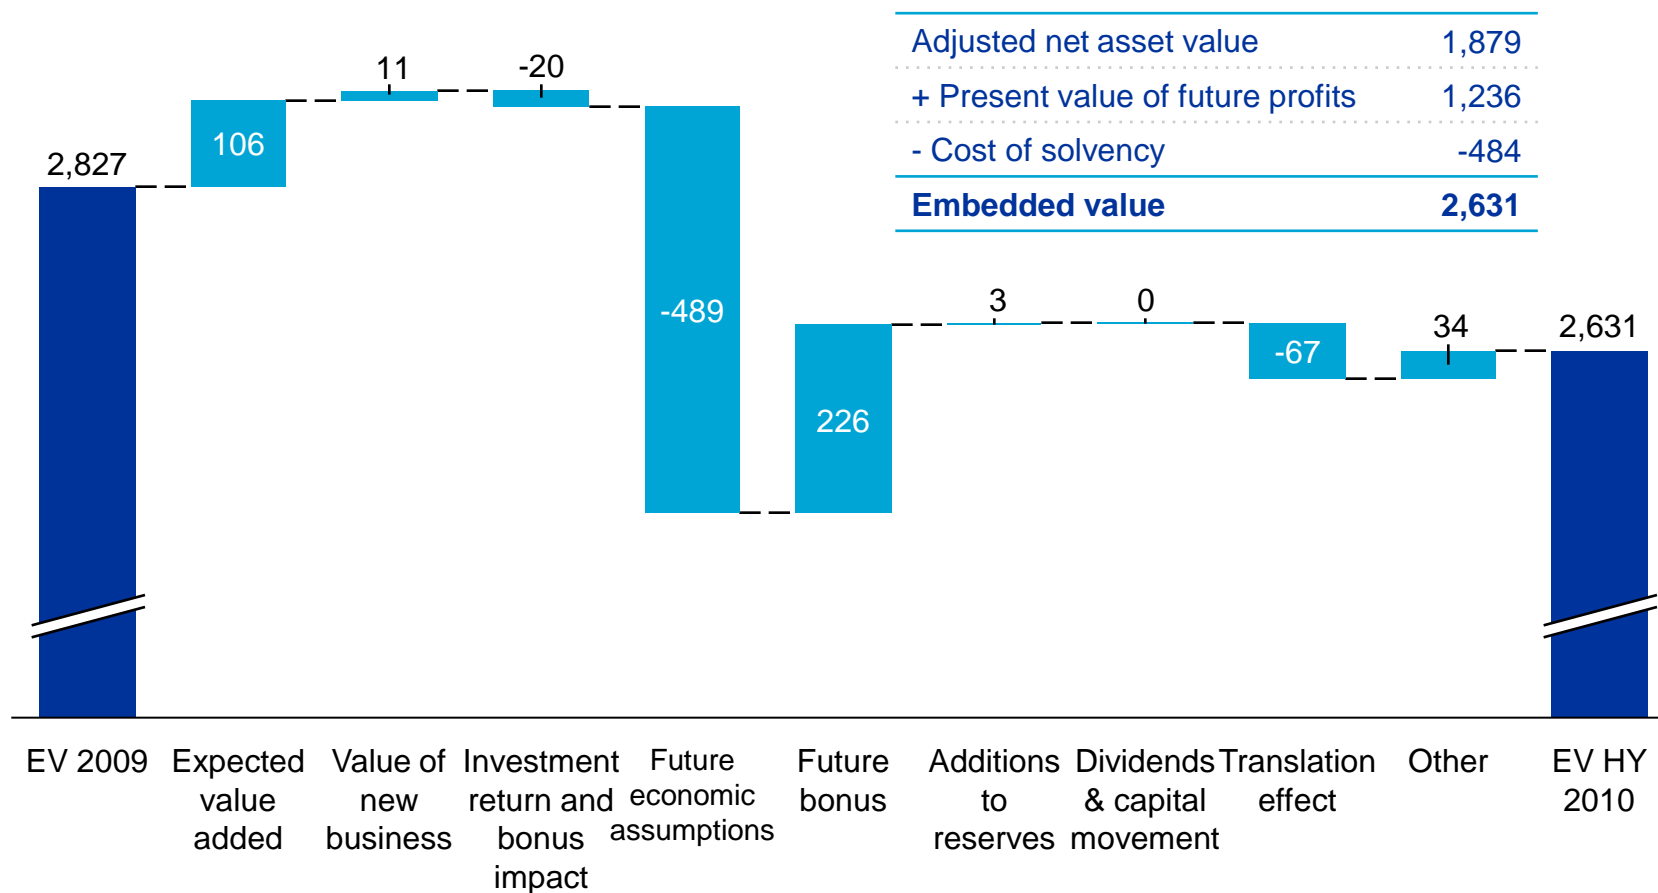 Adjusted net asset value 1,879
+ Present value of future profits 1,236
- Cost of solvency -484
Embedded value 2,631
2,827
106
11
-20
-489
226
3
0
-67
34
2,631
EV 2009
Expected
value
added
Value of
new
business
Investment
return and
bonus
impact
Future
economic
assumptions
Future
bonus
Additions
to
reserves
Dividends
& capital
movement
Translation
effect
Other
EV HY
2010